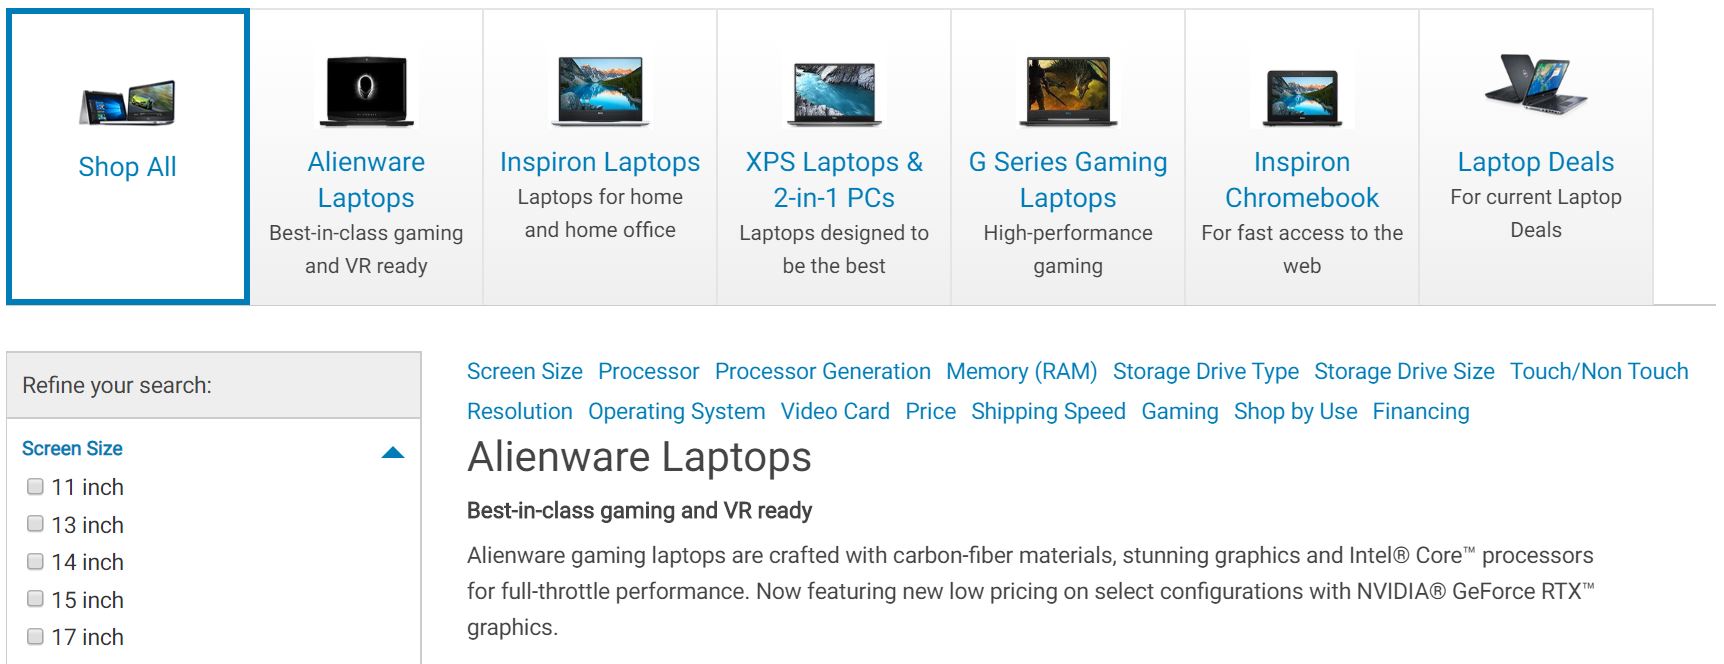 Shop All
Alienware
Laptops
Best-in-class gaming
and VR ready
Inspiron Laptops
Laptops for home
and home office
XPS Laptops &
2-in-1 PCs
Laptops designed to
be the best
G Series Gaming
Laptops
High-performance
gaming
Inspiron
Chromebook
For fast access to the
web
Laptop Deals
For current Laptop
Deals
Refine your search:
Screen Size
11 inch
13 inch
14 inch
15 inch
17 inch
Screen Size Processor Processor Generation Memory (RAM) Storage Drive Type Storage Drive Size Touch/Non Touch
Resolution Operating System Video Card Price Shipping Speed Gaming Shop by Use Financing
Alienware Laptops
Best-in-class gaming and VR ready
Alienware gaming laptops are crafted with carbon-fiber materials, stunning graphics and Intel® Core™ processors
for full-throttle performance. Now featuring new low pricing on select configurations with NVIDIA® GeForce RTX™
graphics.